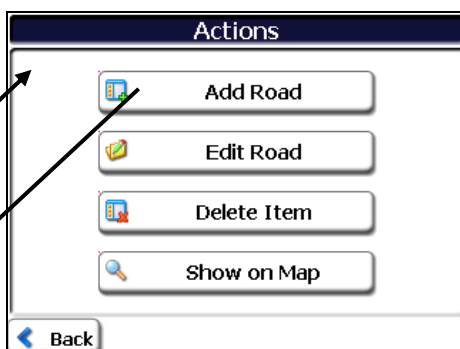 Actions
Add Road
Edit Road
Delete Item
Show on Map
Back